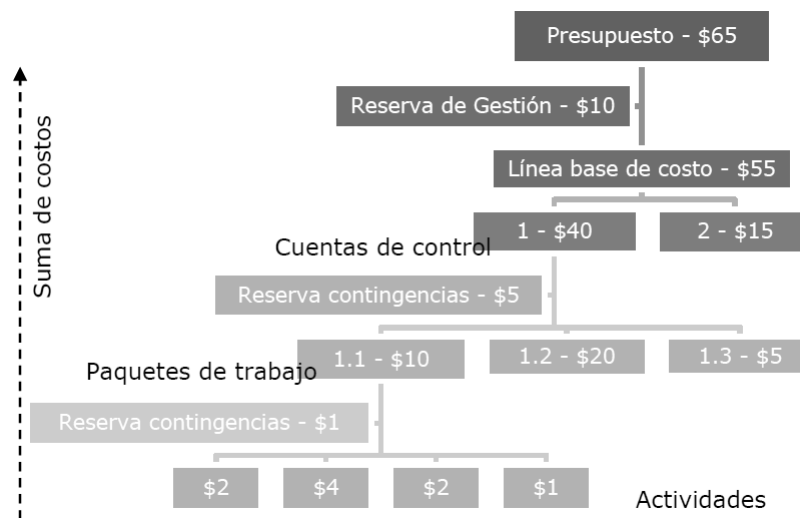 Presupuesto - $65
Reserva de Gestión - $10
Línea base de costo - $55
1 - $40
2 - $15
Cuentas de control
Reserva contingencias - $5
1.1 - $10
1.2 - $20
1.3 - $5
Paquetes de trabajo
Reserva contingencias - $1
$2
$4
$2
$1
Actividades
Suma de costos